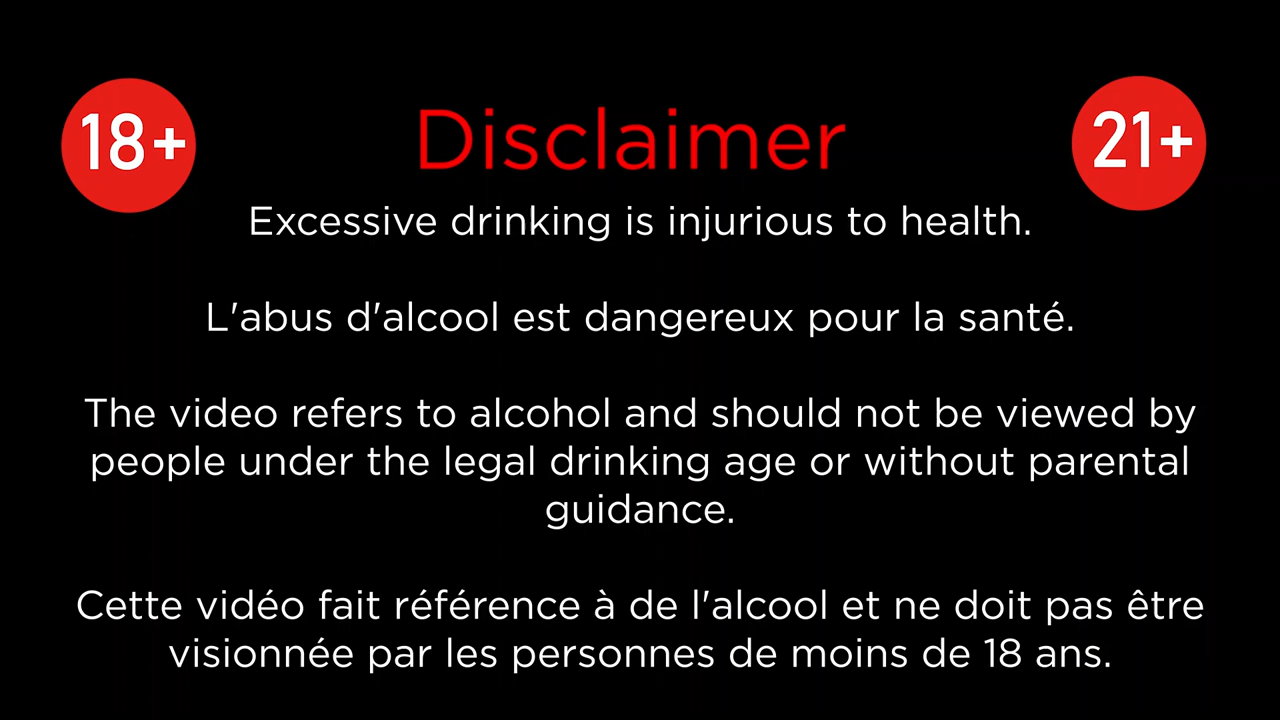 18+
Disclaimer
21+
Excessive drinking is injurious to health.
L'abus d'alcool est dangereux pour la santé.
The video refers to alcohol and should not be viewed by
people under the legal drinking age or without parental
guidance.
Cette vidéo fait référence à de l'alcool et ne doit pas être
visionnée par les personnes de moins de 18 ans.